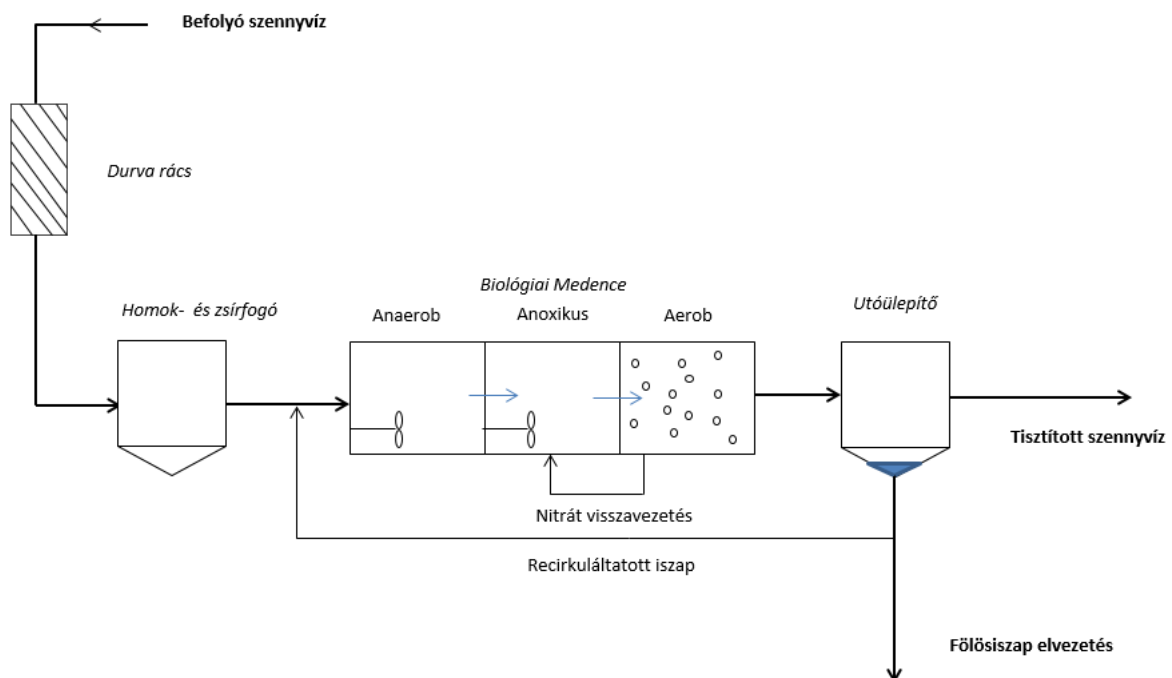 Befolyó szennyvíz
Durva rács
Homok- és zsírfogó
Biológiai Medence
Anaerob
Anoxikus
Aerob
Utóülepítő
Tisztított szennyvíz
Nitrát visszavezetés
Recirkuláltatott iszap
Fölösiszap elvezetés